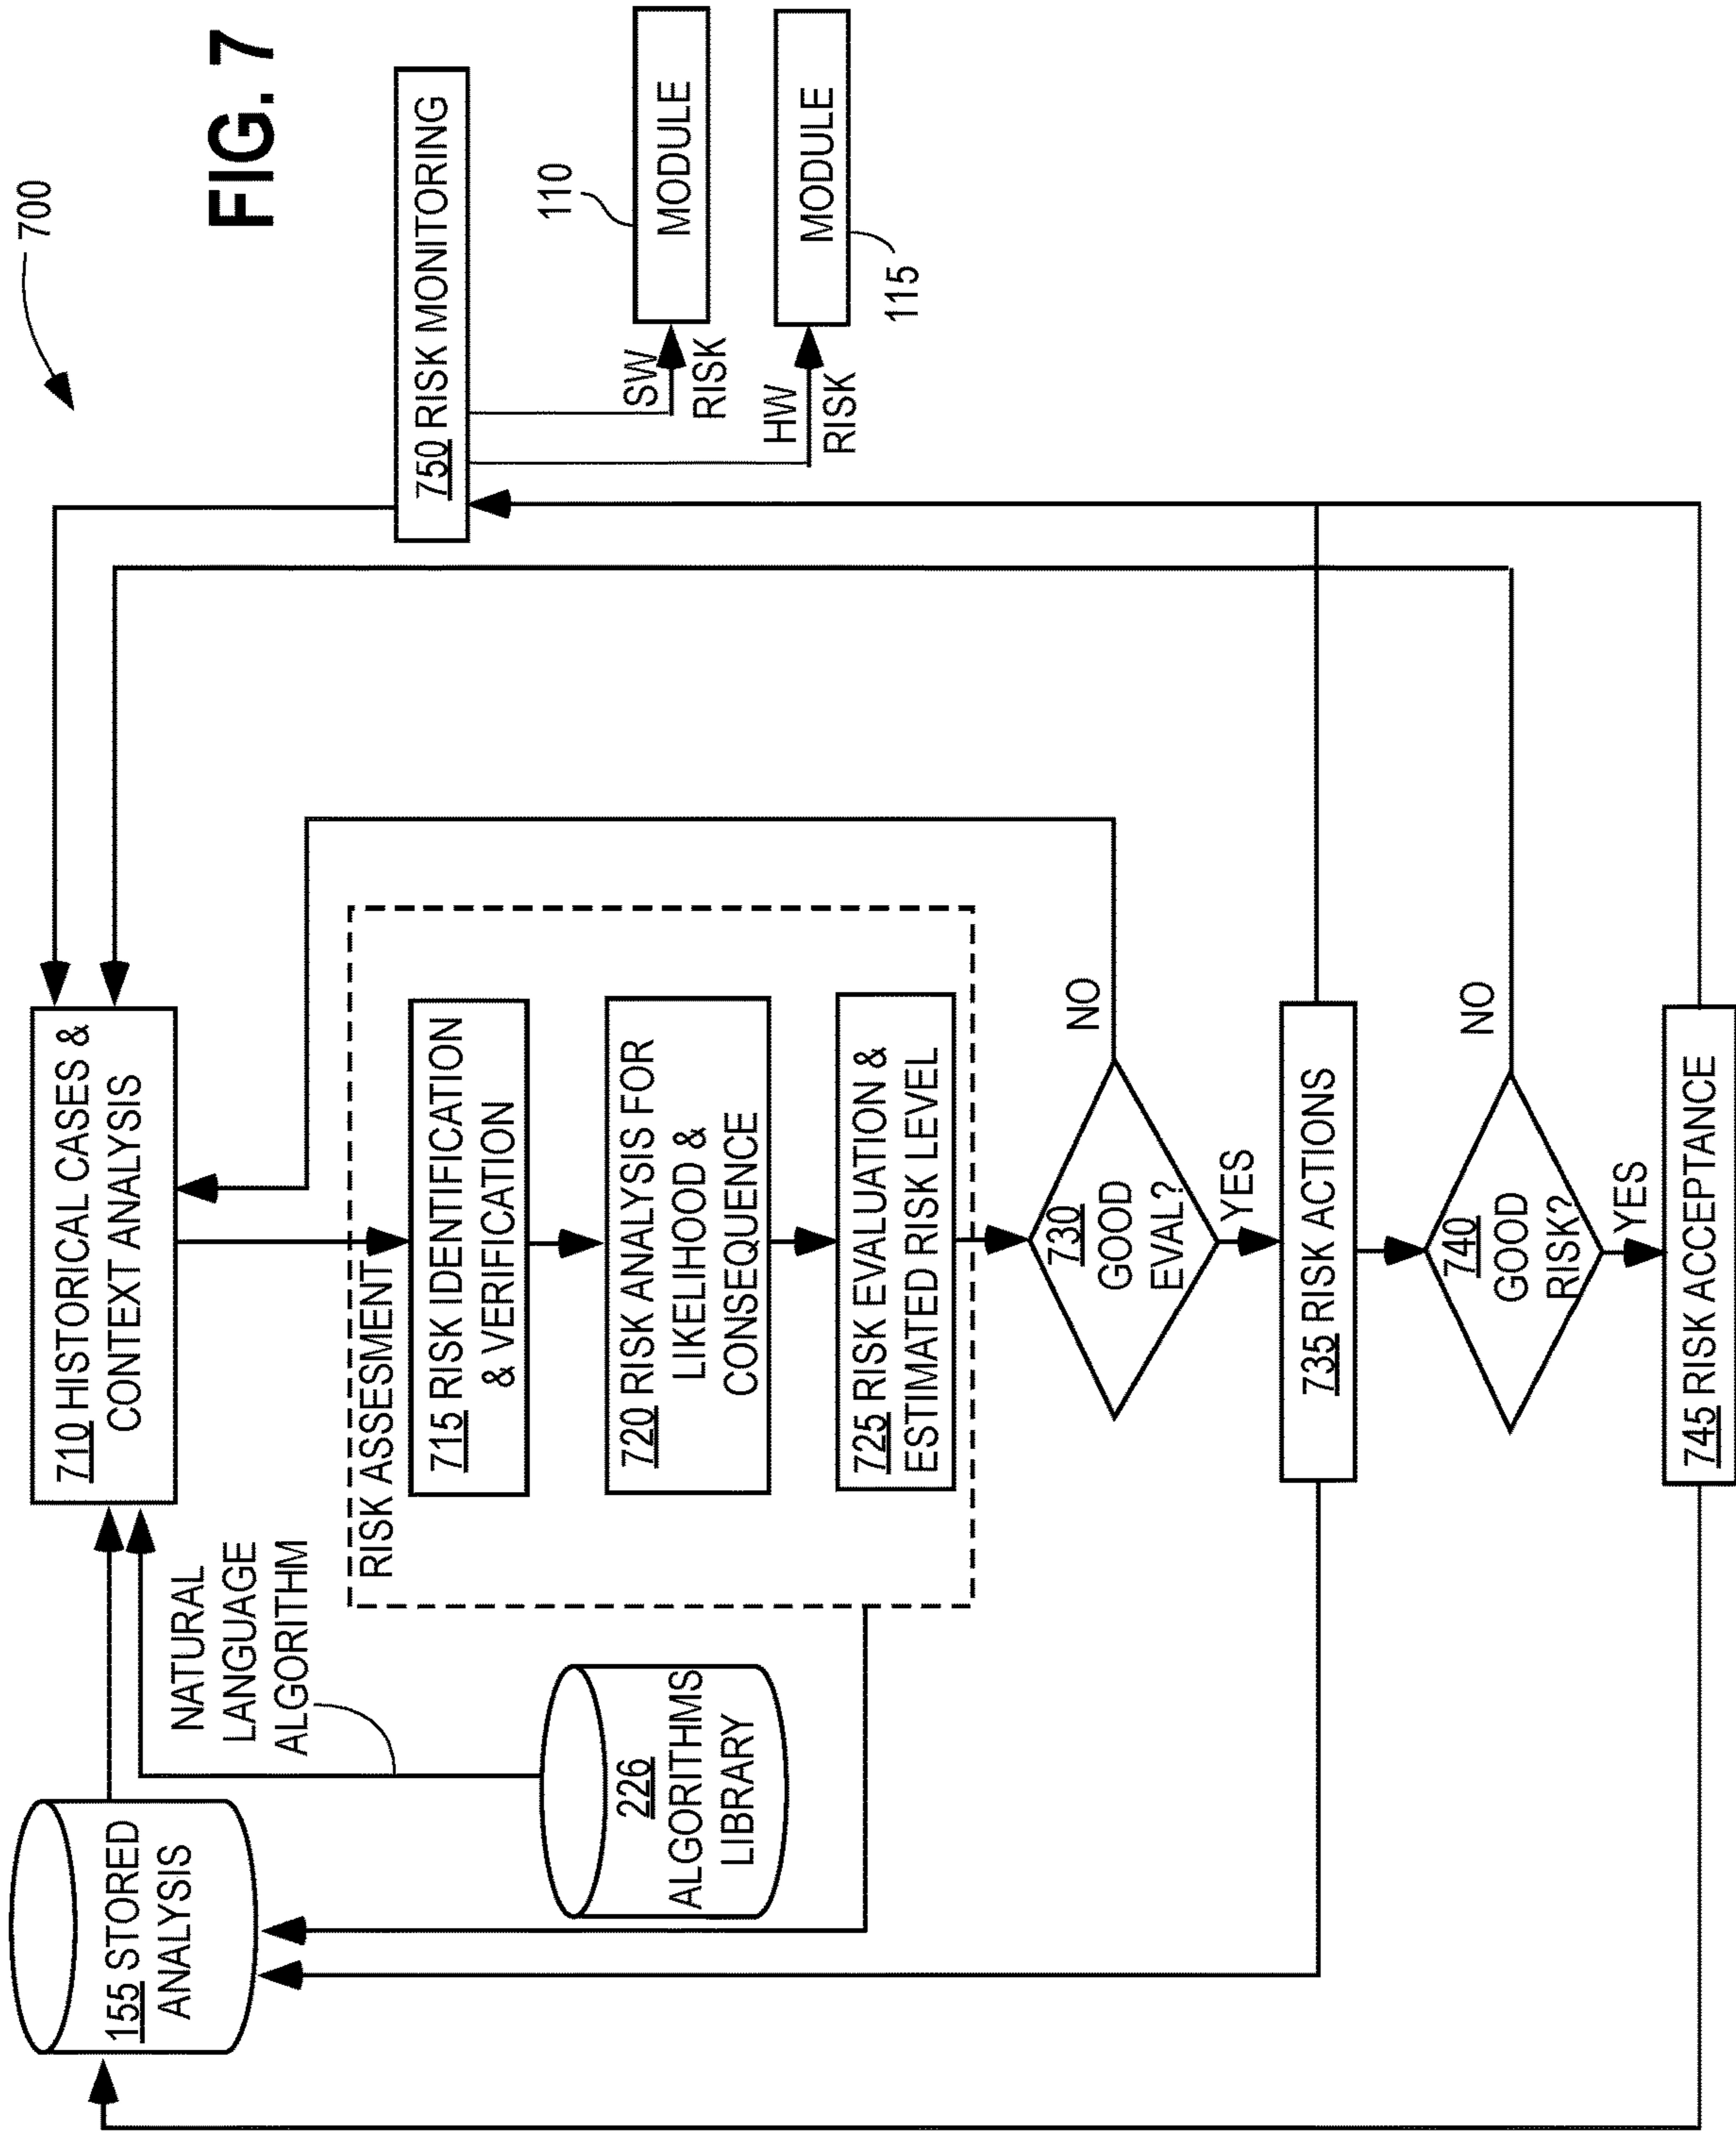 700
FIG. 7
155 STORED
ANALYSIS
NATURAL
LANGUAGE
ALGORITHM
710 HISTORICAL CASES &
CONTEXT ANALYSIS
750 RISK MONITORING
SW
RISK
110
MODULE
HW
RISK
MODULE
115
226
ALGORITHMS
LIBRARY
RISK ASSESMENT
715 RISK IDENTIFICATION
& VERIFICATION
720 RISK ANALYSIS FOR
LIKELIHOOD &
CONSEQUENCE
725 RISK EVALUATION &
ESTIMATED RISK LEVEL
730
GOOD
EVAL?
NO
YES
735 RISK ACTIONS
740
GOOD
RISK?
NO
YES
745 RISK ACCEPTANCE